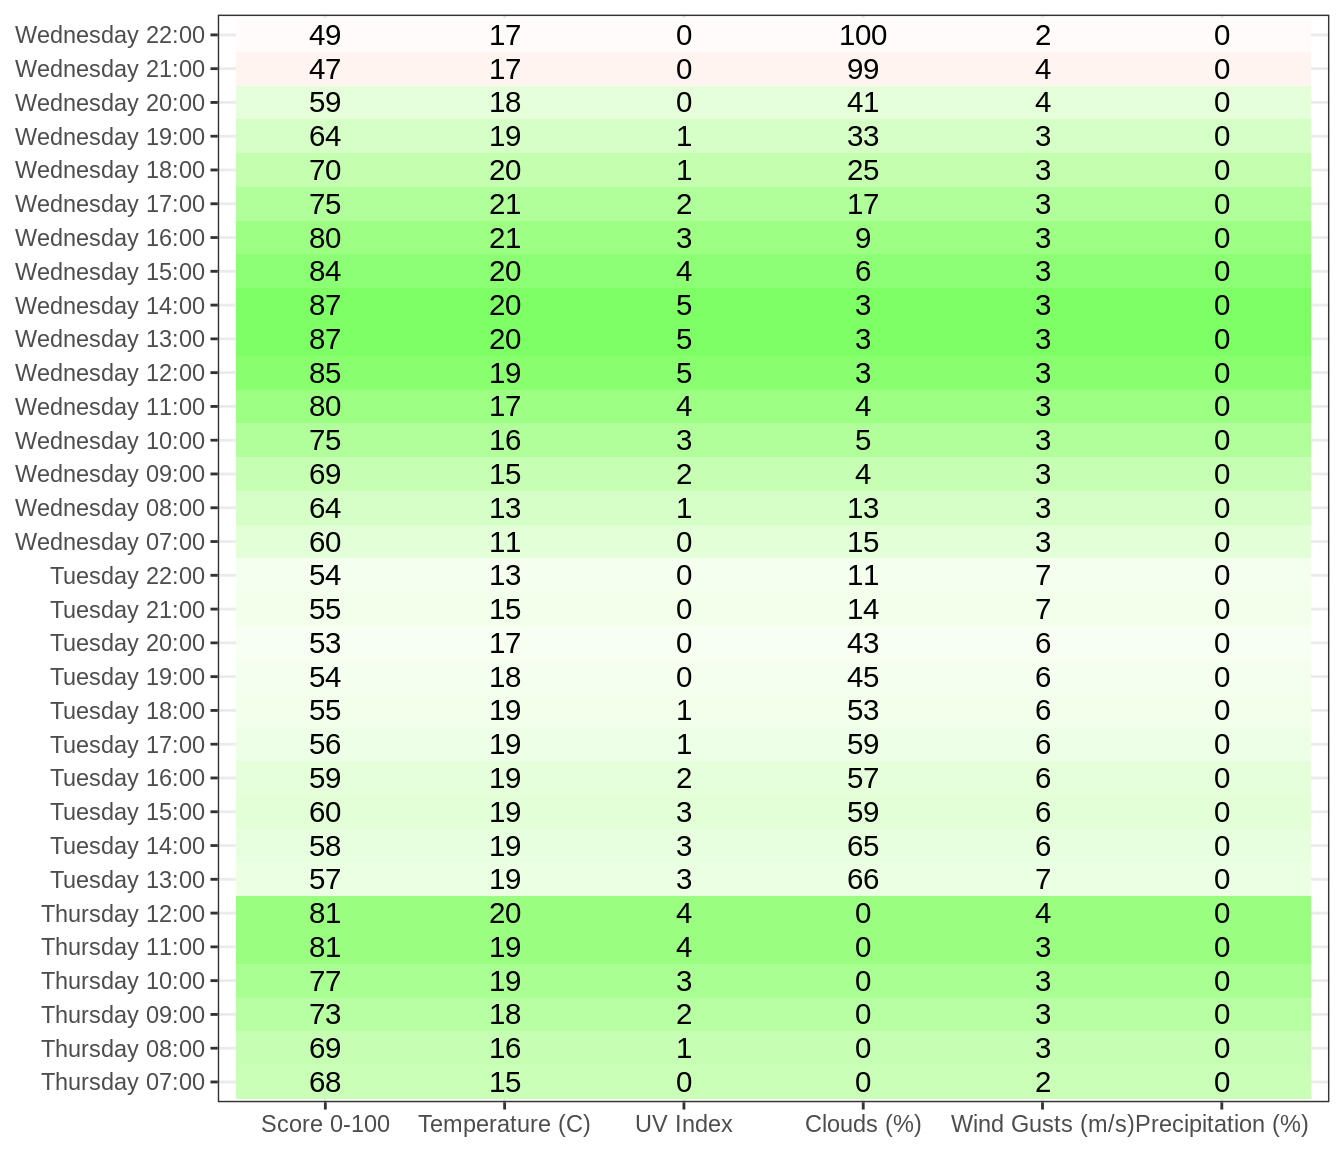 Wednesday 22:00 49 17 0 100 2 0
Wednesday 21:00 47 17 0 99 4 0
Wednesday 20:00 59 18 0 41 4 0
Wednesday 19:00 64 19 1 33 3 0
Wednesday 18:00 70 20 1 25 3 0
Wednesday 17:00 75 21 2 17 3 0
Wednesday 16:00 80 21 3 9 3 0
Wednesday 15:00 84 20 4 6 3 0
Wednesday 14:00 87 20 5 3 3 0
Wednesday 13:00 87 20 5 3 3 0
Wednesday 12:00 85 19 5 3 3 0
Wednesday 11:00 80 17 4 4 3 0
Wednesday 10:00 75 16 3 5 3 0
Wednesday 09:00 69 15 2 4 3 0
Wednesday 08:00 64 13 1 13 3 0
Wednesday 07:00 60 11 0 15 3 0
Tuesday 22:00 54 13 0 11 7 0
Tuesday 21:00 55 15 0 14 7 0
Tuesday 20:00 53 17 0 43 6 0
Tuesday 19:00 54 18 0 45 6 0
Tuesday 18:00 55 19 1 53 6 0
Tuesday 17:00 56 19 1 59 6 0
Tuesday 16:00 59 19 2 57 6 0
Tuesday 15:00 60 19 3 59 6 0
Tuesday 14:00 58 19 3 65 6 0
Tuesday 13:00 57 19 3 66 7 0
Thursday 12:00 81 20 4 0 4 0
Thursday 11:00 81 19 4 0 3 0
Thursday 10:00 77 19 3 0 3 0
Thursday 09:00 73 18 2 0 3 0
Thursday 08:00 69 16 1 0 3 0
Thursday 07:00 68 15 0 0 2 0
Score 0-100 Temperature (C) UV Index Clouds (%) Wind Gusts (m/s) Precipitation (%)